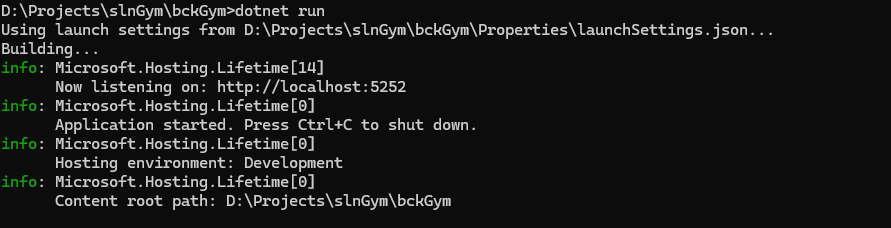 D:\Projects\slnGym\bckGym>dotnet run
Using launch settings from D:\Projects\slnGym\bckGym\Properties\launchSettings.json...
Building...
info: Microsoft.Hosting.Lifetime[14]
      Now listening on: http://localhost:5252
info: Microsoft.Hosting.Lifetime[0]
      Application started. Press Ctrl+C to shut down.
info: Microsoft.Hosting.Lifetime[0]
      Hosting environment: Development
info: Microsoft.Hosting.Lifetime[0]
      Content root path: D:\Projects\slnGym\bckGym